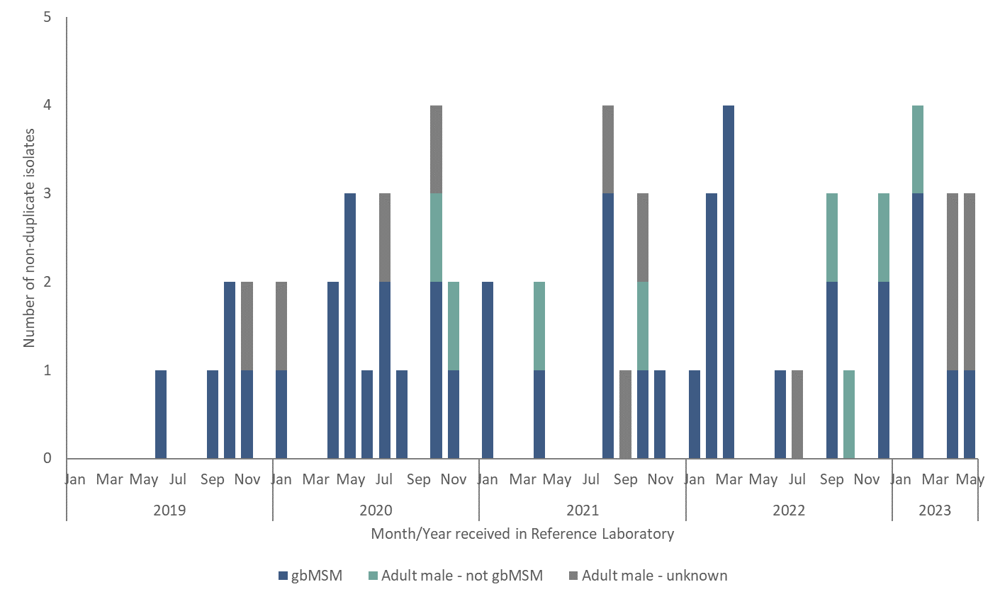 5
4
3
2
1
0
Number of non-duplicate isolates
Jan Mar May Jul Sep Nov Jan Mar May Jul Sep Nov Jan Mar May Jul Sep Nov Jan Mar May Jul Sep Nov Jan Mar May
2019 2020 2021 2022 2023
Month/Year received in Reference Laboratory
gbMSM Adult male - not gbMSM Adult male - unknown